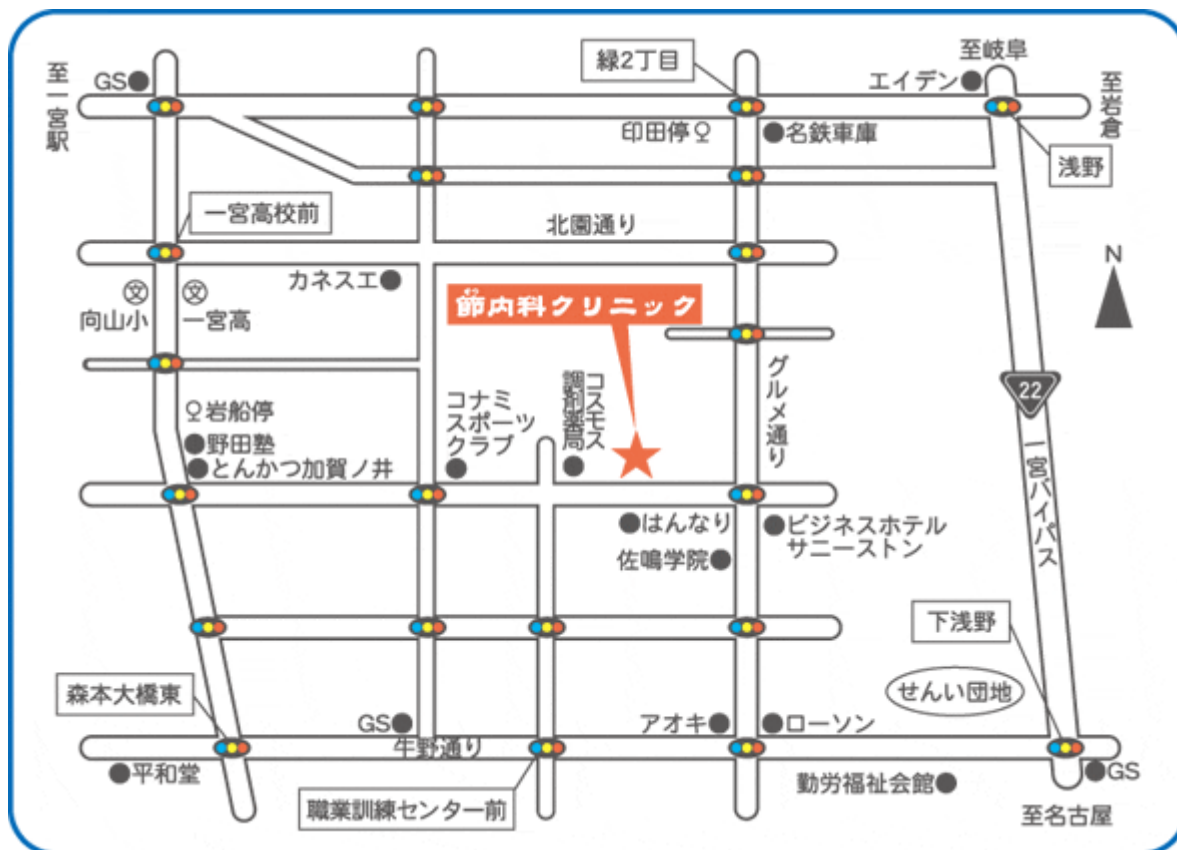 至一宮駅
GS
緑2丁目
至岐阜
エイデン
至岩倉
印田停
名鉄車庫
浅野
一宮高校前
北園通り
N
カネスエ
文
文
向山小
一宮高
ぞう
節内科クリニック
グルメ通り
22
一宮バイパス
岩船停
野田塾
とんかつ加賀ノ井
コナミ
スポーツ
クラブ
コスモス
調剤薬局
はんなり
佐鳴学院
ビジネスホテル
サニーストン
下浅野
せんい団地
森本大橋東
GS
牛野通り
アオキ
ローソン
平和堂
職業訓練センター前
勤労福祉会館
GS
至名古屋